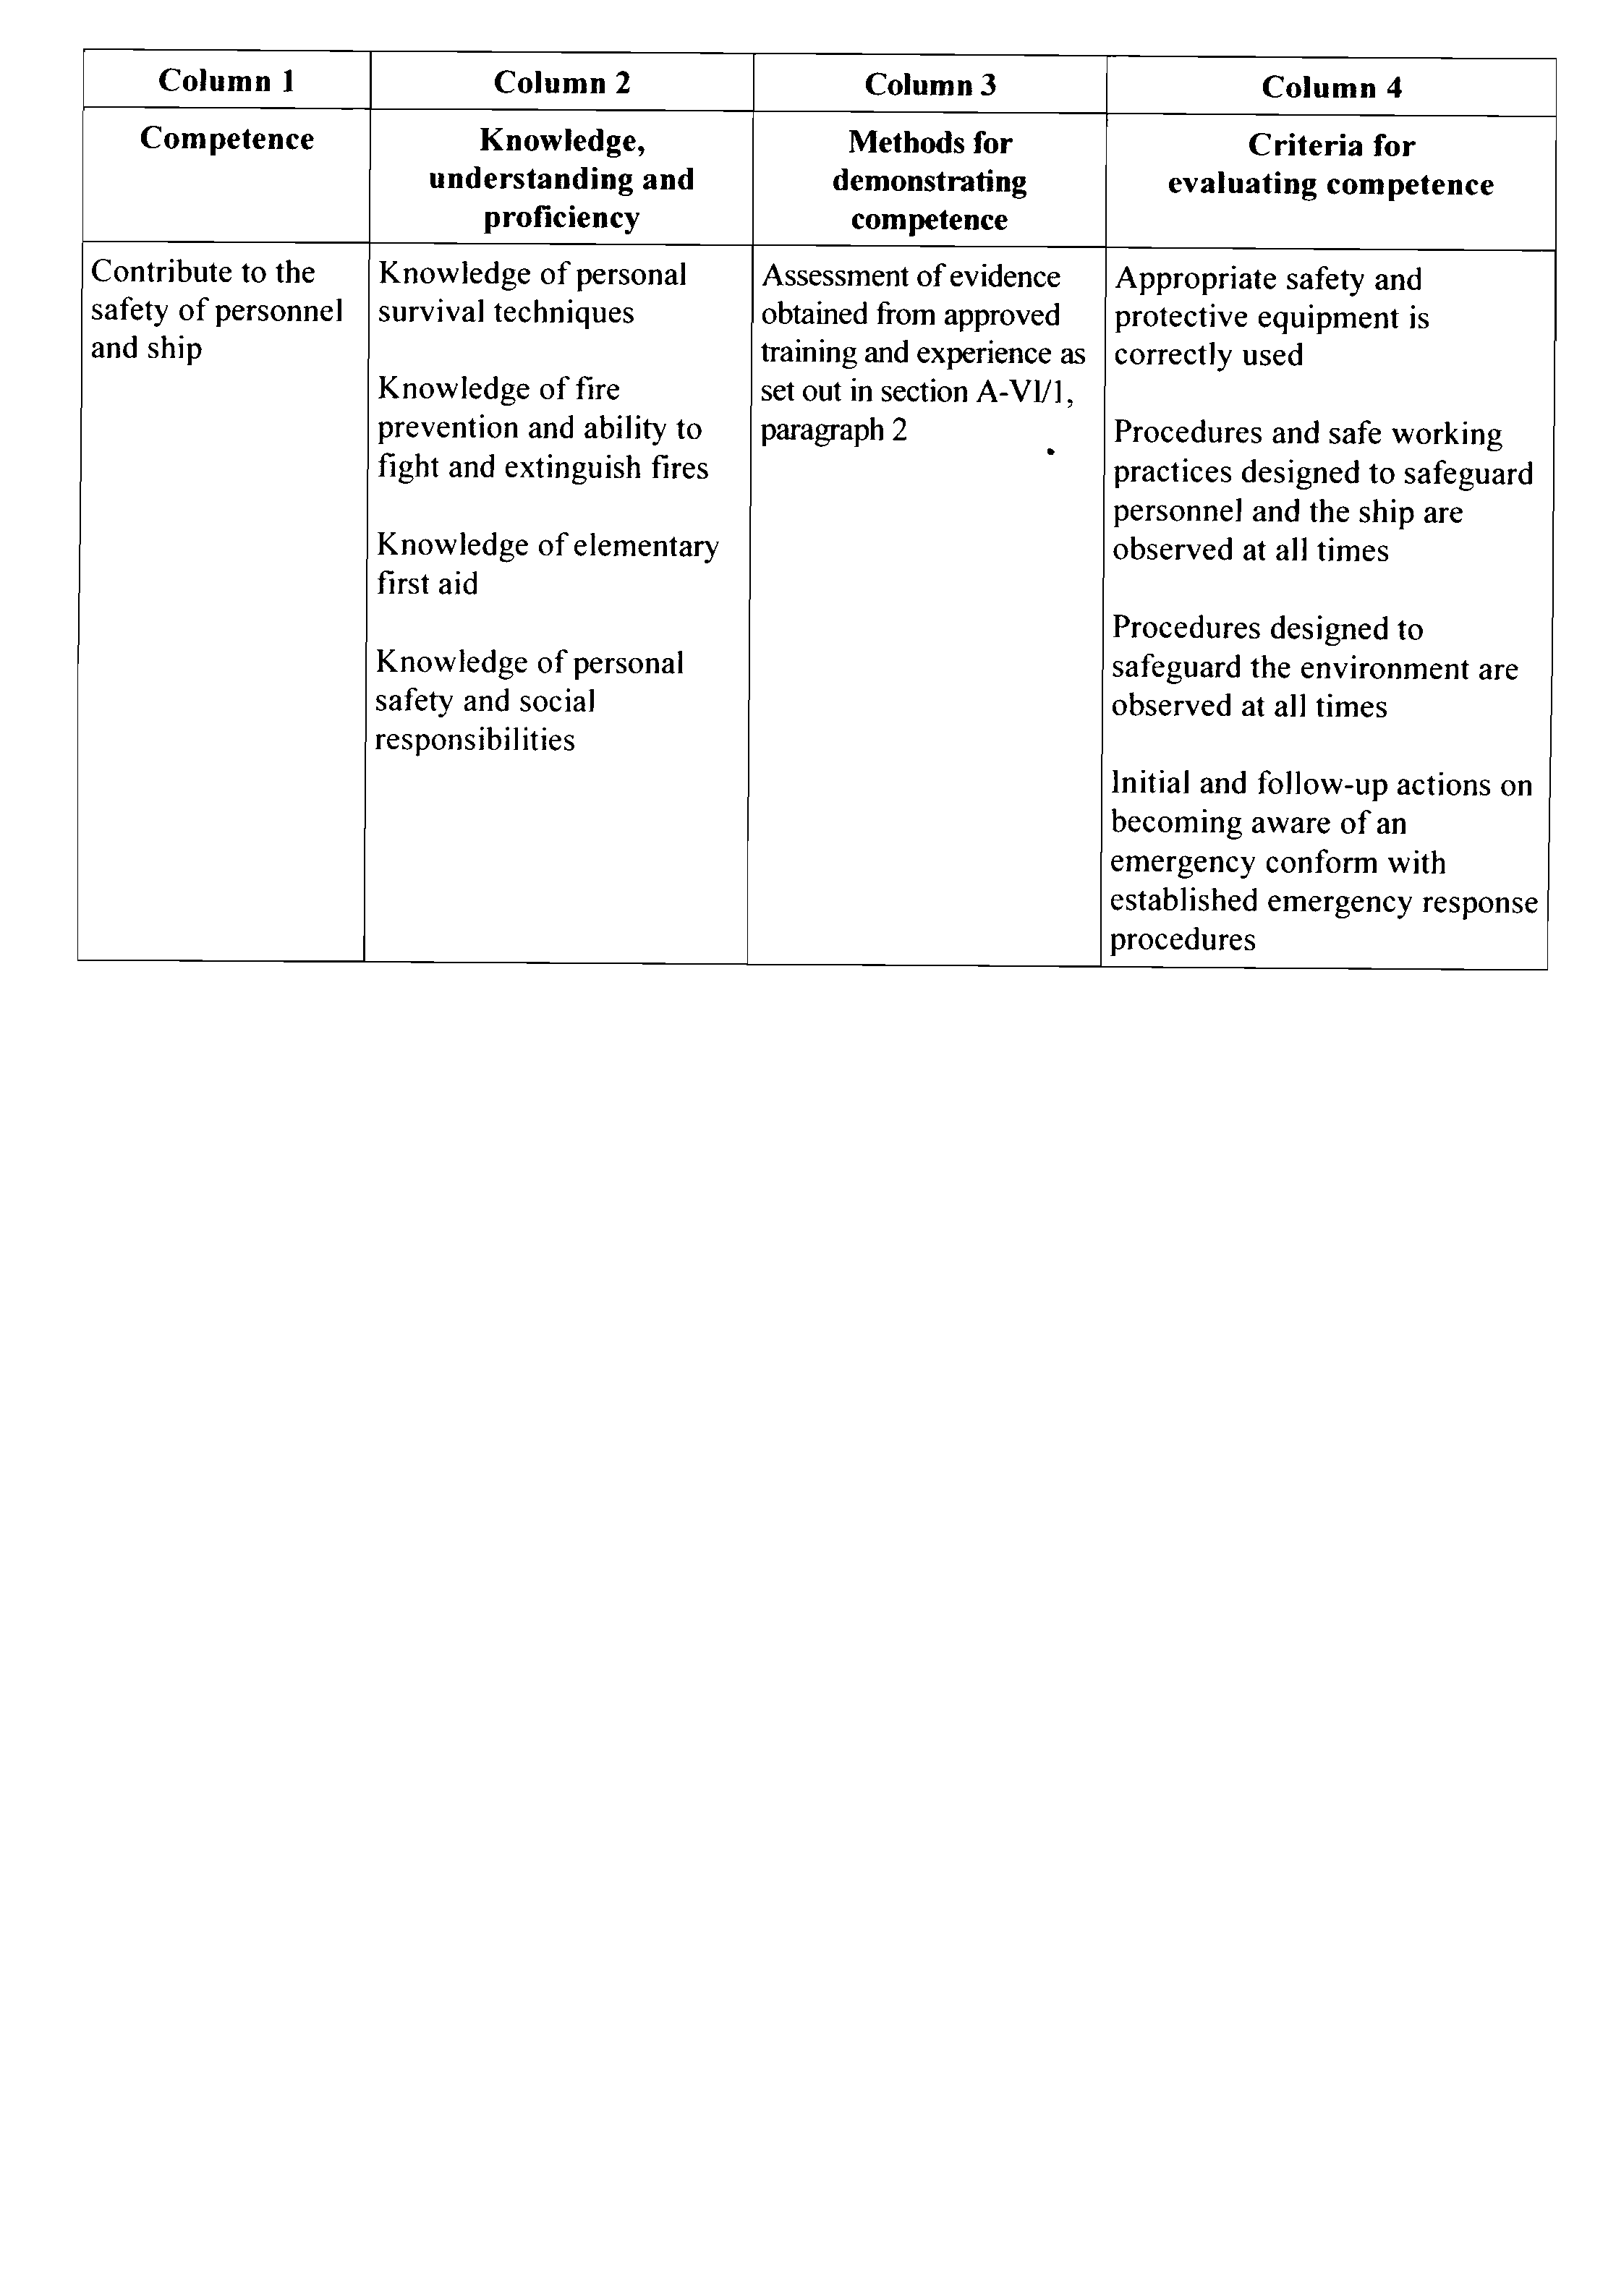 Column 1
Column 2
Column 3
Column 4
Competence
Knowledge,
understanding and
proficiency
Methods for
demonstrating
competence
Criteria for
evaluating competence
Contribute to the
safety of personnel
and ship
Knowledge of personal
survival techniques
Knowledge of fire
prevention and ability to
fight and extinguish fires
Knowledge of elementary
first aid
Knowledge of personal
safety and social
responsibilities
Assessment of evidence
obtained from approved
training and experience as
set out in section A-VI/1,
paragraph 2
Appropriate safety and
protective equipment is
correctly used
Procedures and safe working
practices designed to safeguard
personnel and the ship are
observed at all times
Procedures designed to
safeguard the environment are
observed at all times
Initial and follow-up actions on
becoming aware of an
emergency conform with
established emergency response
procedures